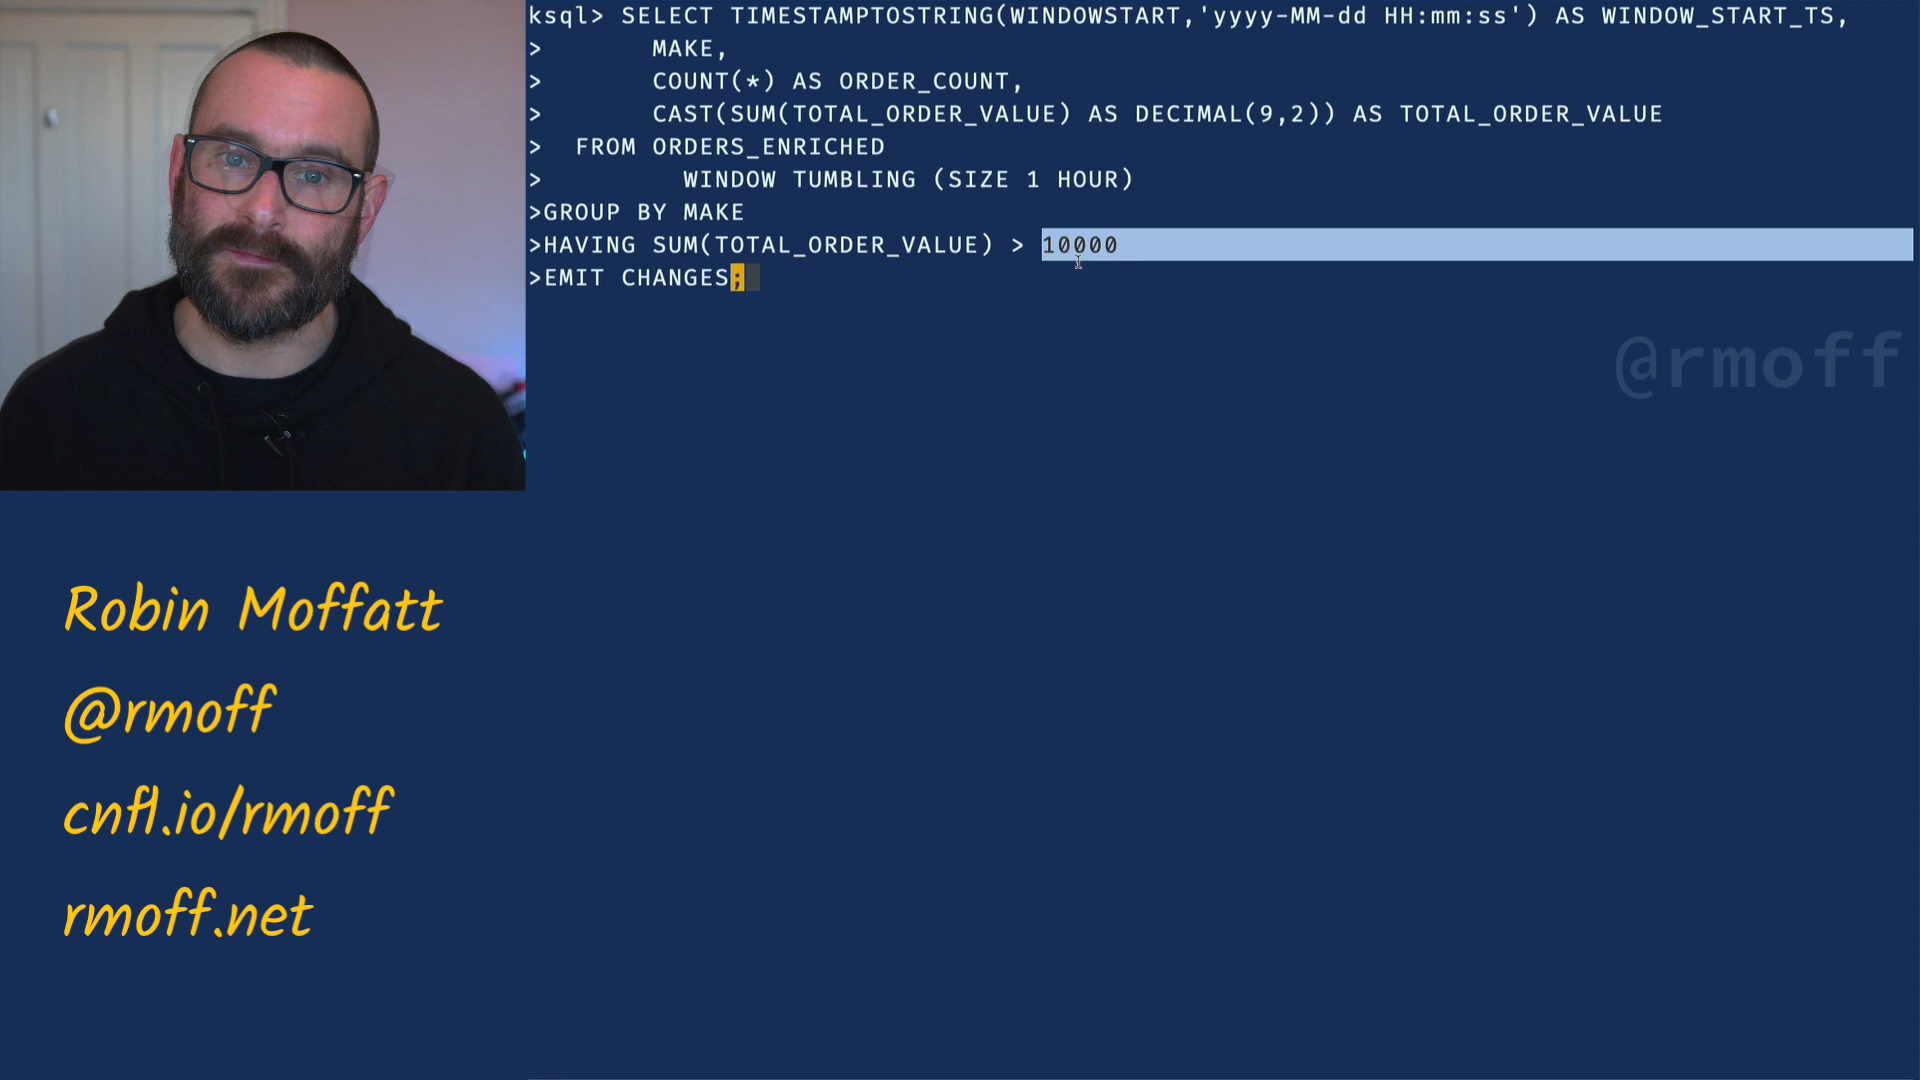 ksql> SELECT TIMESTAMPTOSTRING(WINDOWSTART,'yyyy-MM-dd HH:mm:ss') AS WINDOW_START_TS,
>       MAKE,
>       COUNT(*) AS ORDER_COUNT,
>       CAST(SUM(TOTAL_ORDER_VALUE) AS DECIMAL(9,2)) AS TOTAL_ORDER_VALUE
>  FROM ORDERS_ENRICHED
>         WINDOW TUMBLING (SIZE 1 HOUR)
>GROUP BY MAKE
>HAVING SUM(TOTAL_ORDER_VALUE) > 10000
>EMIT CHANGES;
@rmoff
Robin Moffatt
@rmoff
cnfl.io/rmoff
rmoff.net